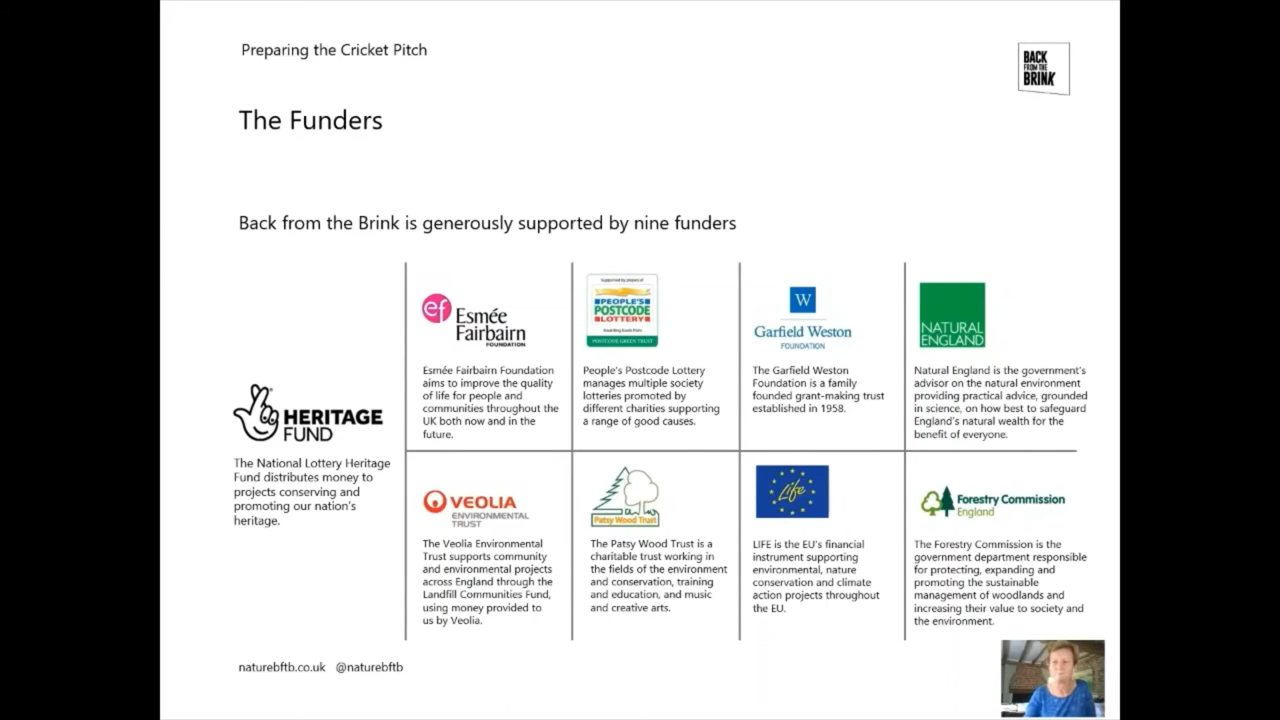 Preparing the Cricket Pitch
BACK
FROM THE
BRINK
The Funders
Back from the Brink is generously supported by nine funders
HERITAGE
FUND
The National Lottery Heritage
Fund distributes money to
projects conserving and
promoting our nation's
heritage.
ef Esmée
Fairbairn
FOUNDATION
Esmée Fairbairn Foundation
aims to improve the quality
of life for people and
communities throughout the
UK both now and in the
future.
Supported by players of
PEOPLE'S
POSTCODE
LOTTERY
Awarding funds from
POSTCODE GREEN TRUST
People's Postcode Lottery
manages multiple society
lotteries promoted by
different charities supporting
a range of good causes.
W
Garfield Weston
FOUNDATION
The Garfield Weston
Foundation is a family
founded grant-making trust
established in 1958.
NATURAL
ENGLAND
Natural England is the government's
advisor on the natural environment
providing practical advice, grounded
in science, on how best to safeguard
England's natural wealth for the
benefit of everyone.
VEOLIA
ENVIRONMENTAL
TRUST
The Veolia Environmental
Trust supports community
and environmental projects
across England through the
Landfill Communities Fund,
using money provided to
us by Veolia.
Patsy Wood Trust
The Patsy Wood Trust is a
charitable trust working in
the fields of the environment
and conservation, training
and education, and music
and creative arts.
Life
LIFE is the EU's financial
instrument supporting
environmental, nature
conservation and climate
action projects throughout
the EU.
Forestry Commission
England
The Forestry Commission is the
government department responsible
for protecting, expanding and
promoting the sustainable
management of woodlands and
increasing their value to society and
the environment.
naturebftb.co.uk @naturebftb